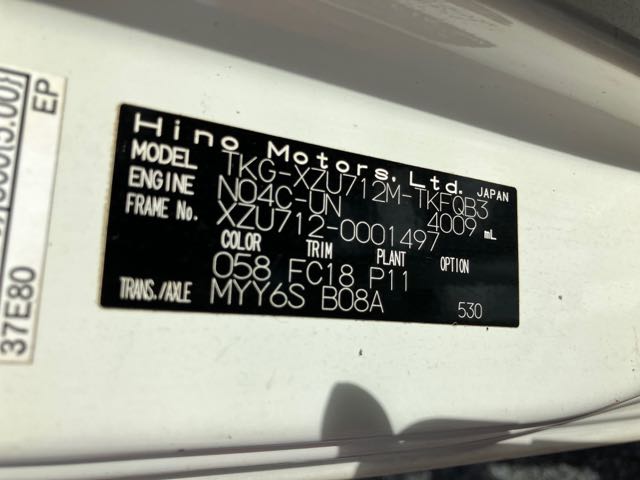 Hino Motors, Ltd. JAPAN
MODEL TKG-XZU712M-TKFQB3
ENGINE N04C-UN 4009 mL
FRAME No. XZU712-0001497
COLOR TRIM PLANT OPTION
058 FC18 P11
TRANS./AXLE MYY6S B08A 530
EP
37E80